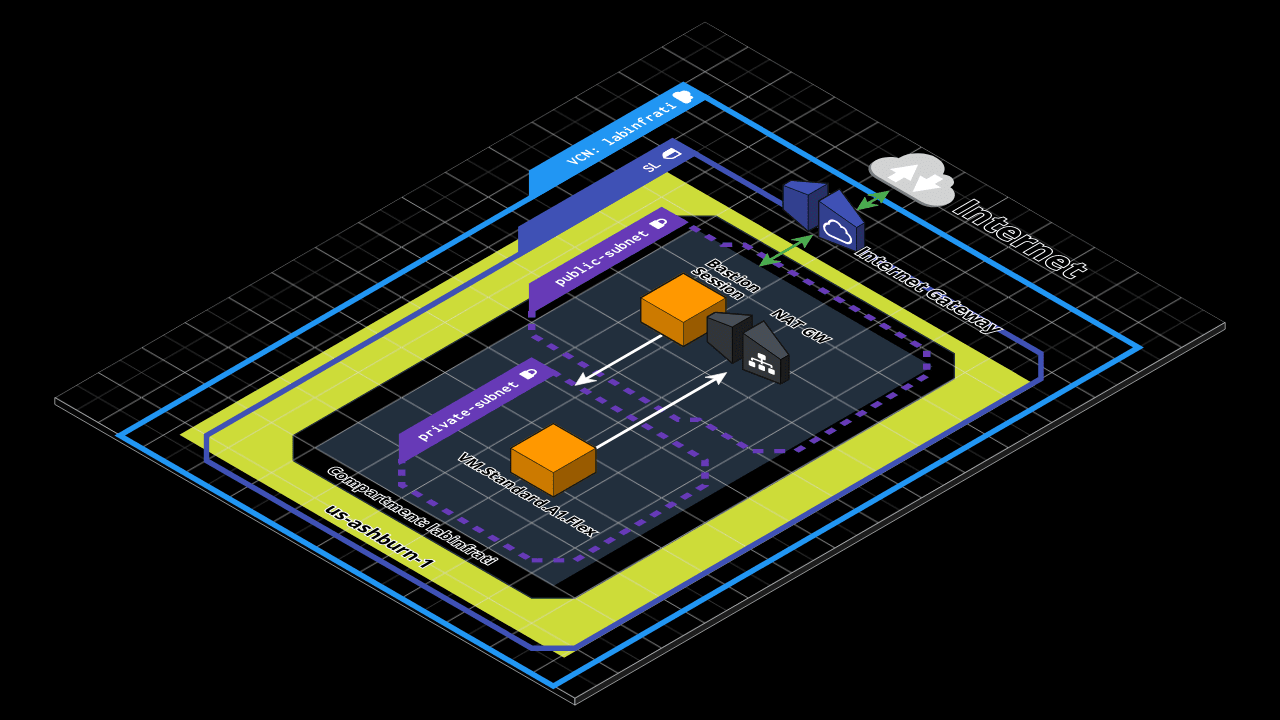 VCN: labinfrati
SL
public-subnet
Internet
Internet Gateway
Bastion
Session
NAT GW
private-subnet
VM.Standard.A1.Flex
Compartment: labinfrati
us-ashburn-1